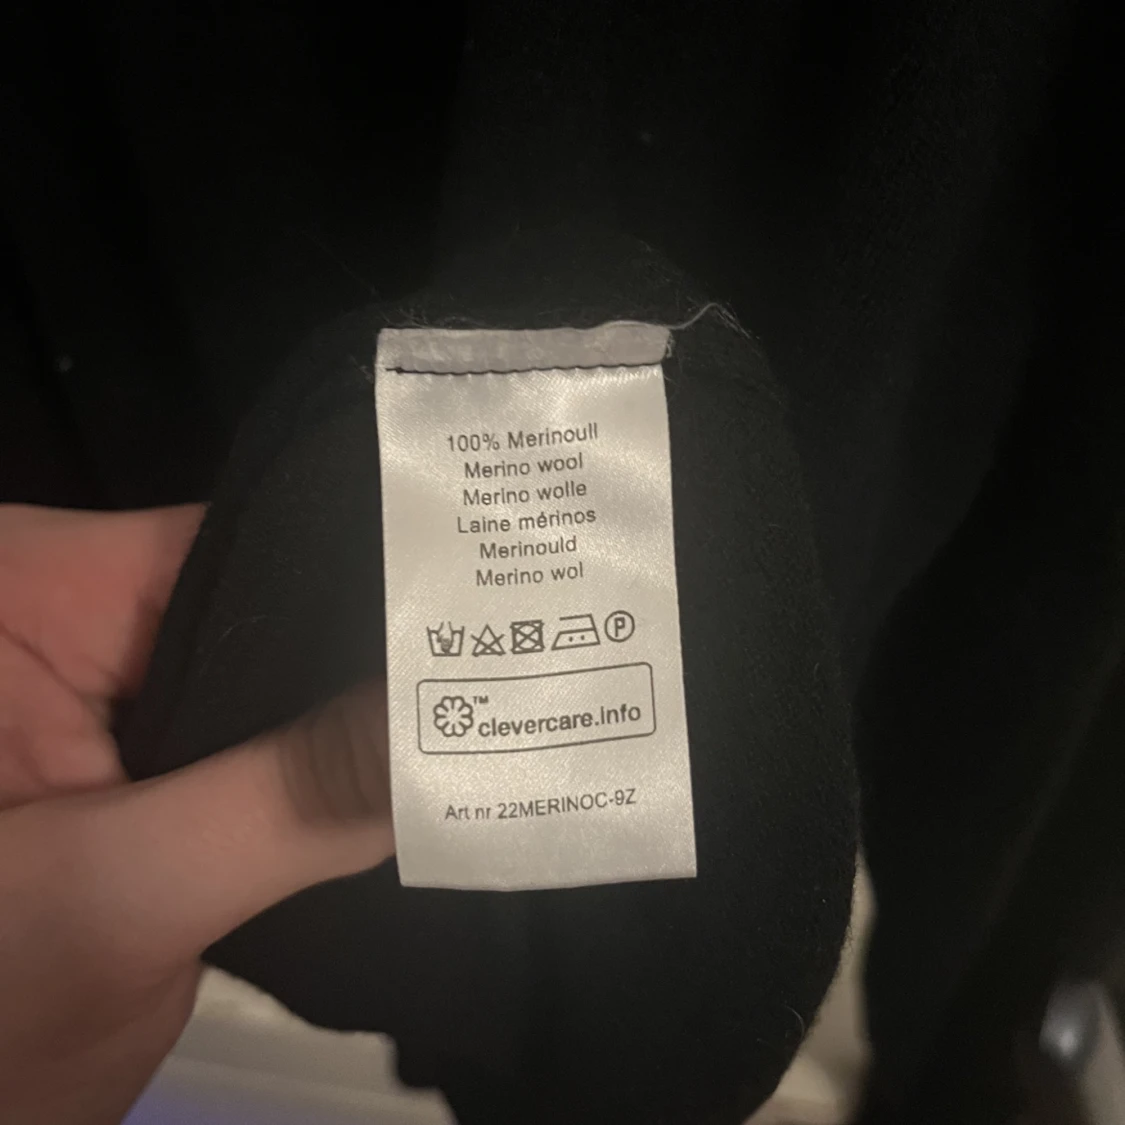 100% Merinoull
Merino wool
Merino wolle
Laine mérinos
Merinould
Merino wol
P
™
clevercare.info
Art nr 22MERINOC-9Z